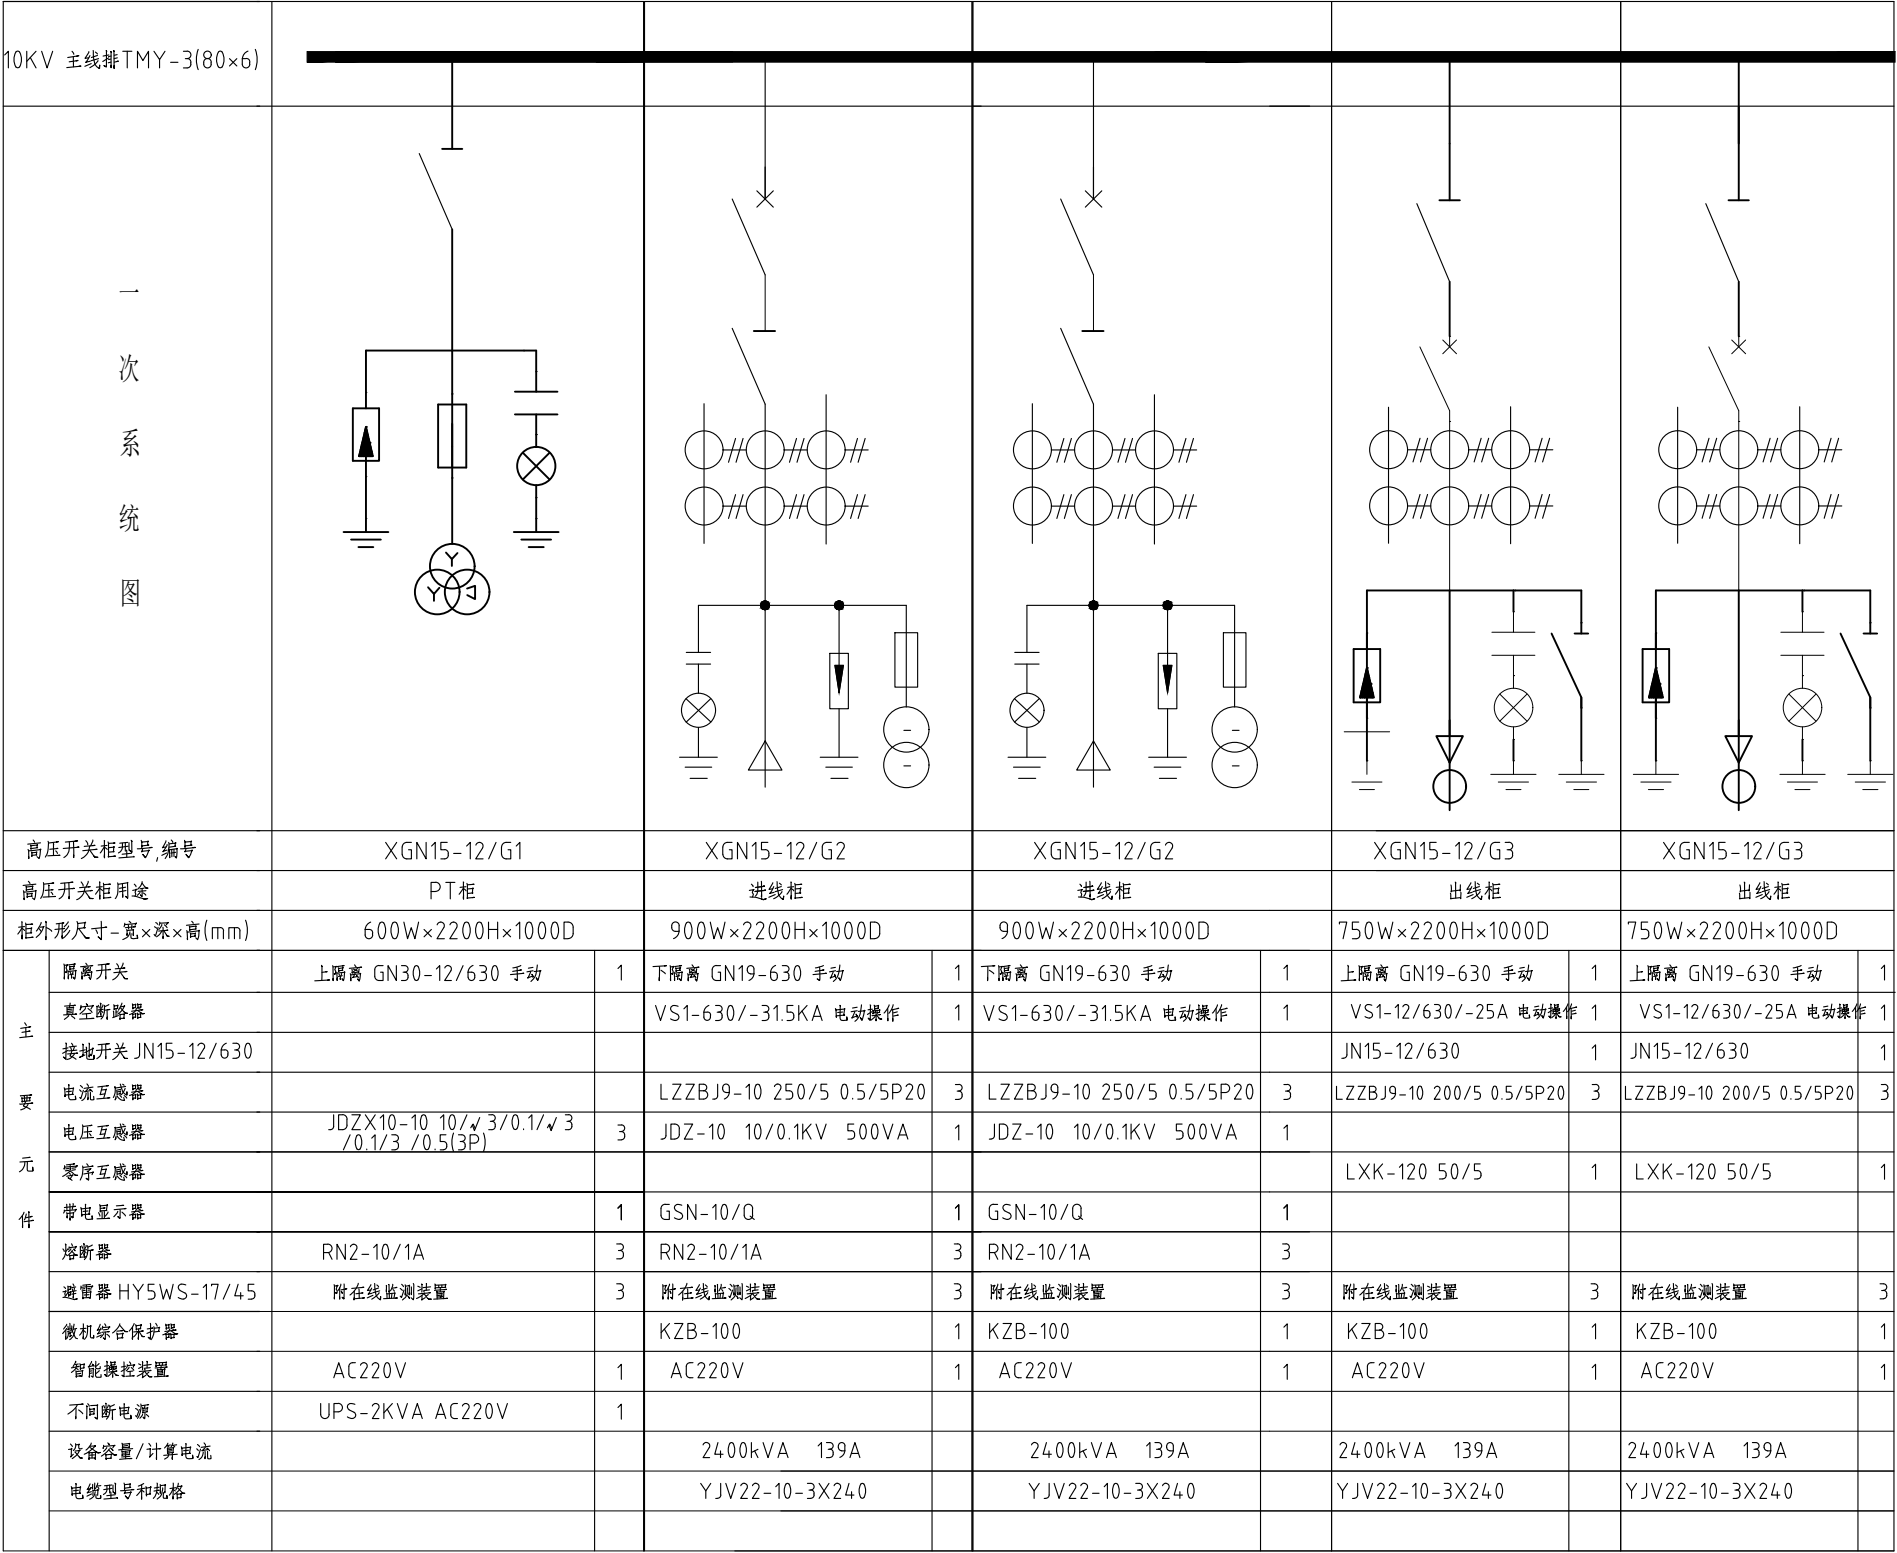 10KV 主线排TMY-3(80×6)
一
次
系
统
图
Y
Y
高压开关柜型号,编号 XGN15-12/G1 XGN15-12/G2 XGN15-12/G2 XGN15-12/G3 XGN15-12/G3
高压开关柜用途 PT柜 进线柜 进线柜 出线柜 出线柜
柜外形尺寸-宽×深×高(mm) 600W×2200H×1000D 900W×2200H×1000D 900W×2200H×1000D 750W×2200H×1000D 750W×2200H×1000D
主
要
元
件
隔离开关 上隔离 GN30-12/630 手动 1 下隔离 GN19-630 手动 1 下隔离 GN19-630 手动 1 上隔离 GN19-630 手动 1 上隔离 GN19-630 手动 1
真空断路器 VS1-630/-31.5KA 电动操作 1 VS1-630/-31.5KA 电动操作 1 VS1-12/630/-25A 电动操作 1 VS1-12/630/-25A 电动操作 1
接地开关 JN15-12/630 JN15-12/630 1 JN15-12/630 1
电流互感器 LZZBJ9-10 250/5 0.5/5P20 3 LZZBJ9-10 250/5 0.5/5P20 3 LZZBJ9-10 200/5 0.5/5P20 3 LZZBJ9-10 200/5 0.5/5P20 3
电压互感器 JDZX10-10 10/√3/0.1/√3
/0.1/3 /0.5(3P) 3 JDZ-10 10/0.1KV 500VA 1 JDZ-10 10/0.1KV 500VA 1
零序互感器 LXK-120 50/5 1 LXK-120 50/5 1
带电显示器 1 GSN-10/Q 1 GSN-10/Q 1
熔断器 RN2-10/1A 3 RN2-10/1A 3 RN2-10/1A 3
避雷器 HY5WS-17/45 附在线监测装置 3 附在线监测装置 3 附在线监测装置 3 附在线监测装置 3 附在线监测装置 3
微机综合保护器 KZB-100 1 KZB-100 1 KZB-100 1 KZB-100 1
智能操控装置 AC220V 1 AC220V 1 AC220V 1 AC220V 1 AC220V 1
不间断电源 UPS-2KVA AC220V 1
设备容量/计算电流 2400kVA 139A 2400kVA 139A 2400kVA 139A 2400kVA 139A
电缆型号和规格 YJV22-10-3X240 YJV22-10-3X240 YJV22-10-3X240 YJV22-10-3X240